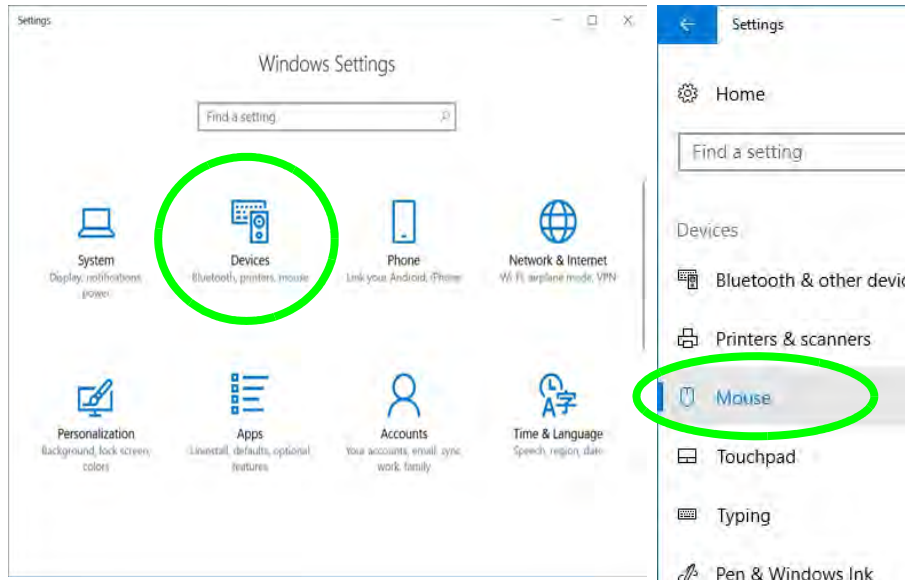 Settings
Windows Settings
Find a setting
System
Display, notifications,
power
Devices
Bluetooth, printers, mouse
Phone
Link your Android, iPhone
Network & Internet
Wi-Fi, airplane mode, VPN
Personalization
Background, lock screen,
colors
Apps
Uninstall, defaults, optional
features
Accounts
Your accounts, email, sync,
work, family
Time & Language
Speech, region, date
Settings
Home
Find a setting
Devices
Bluetooth & other devic
Printers & scanners
Mouse
Touchpad
Typing
Pen & Windows Ink